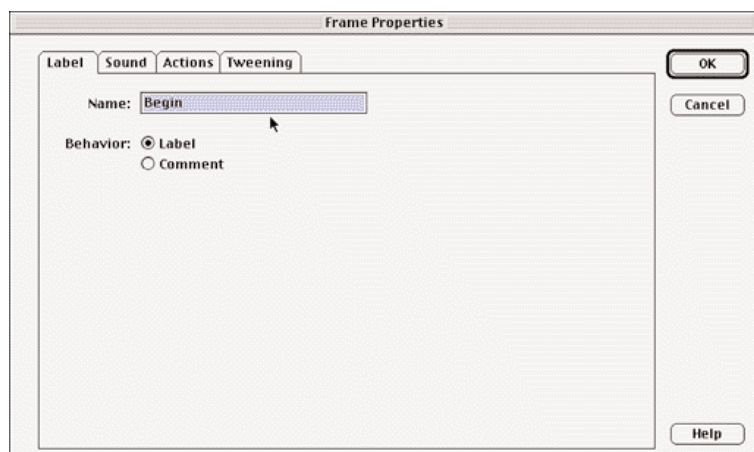 Frame Properties
Label Sound Actions Tweening
OK
Name: Begin
Cancel
Behavior: Label
Comment
Help